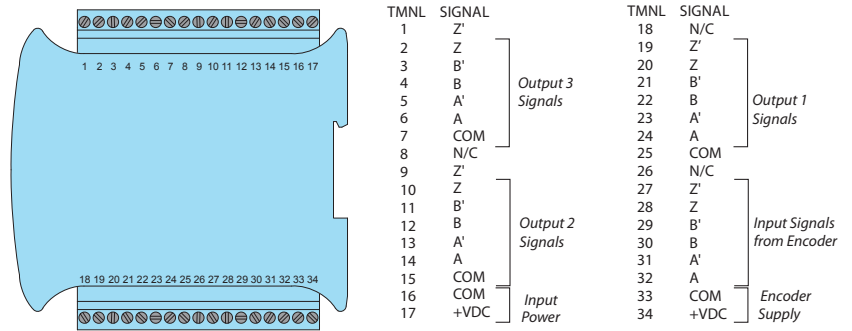 1 2 3 4 5 6 7 8 9 10 11 12 13 14 15 16 17
18 19 20 21 22 23 24 25 26 27 28 29 30 31 32 33 34
TMNL SIGNAL
1 Z'
2 Z
3 B'
4 B
5 A'
6 A
7 COM
8 N/C
9 Z'
10 Z
11 B'
12 B
13 A'
14 A
15 COM
16 COM
17 +VDC
Output 3
Signals
Output 2
Signals
Input
Power
TMNL SIGNAL
18 N/C
19 Z'
20 Z
21 B'
22 B
23 A'
24 A
25 COM
26 N/C
27 Z'
28 Z
29 B'
30 B
31 A'
32 A
33 COM
34 +VDC
Output 1
Signals
Input Signals
from Encoder
Encoder
Supply